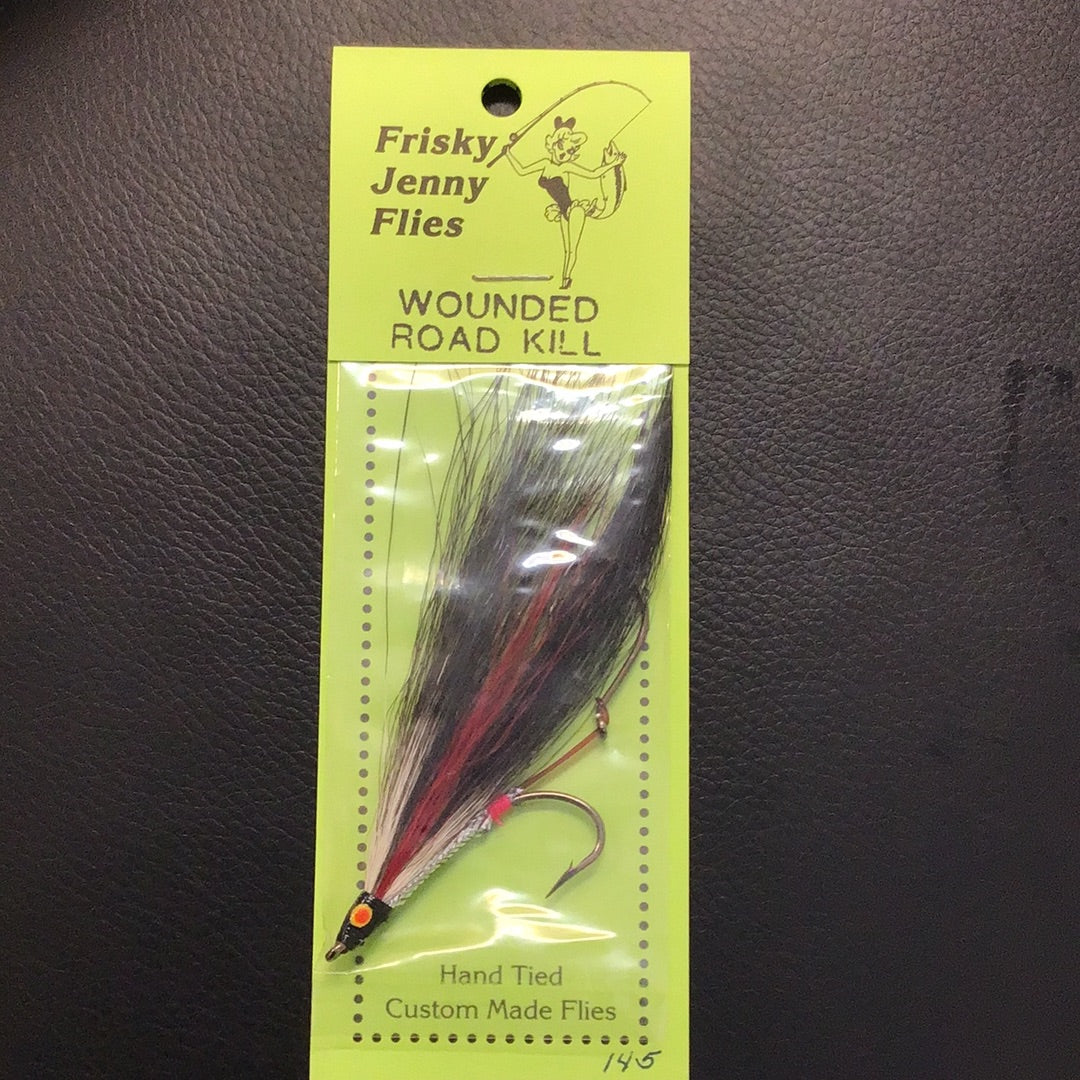 Frisky
Jenny
Flies
WOUNDED
ROAD KILL
Hand Tied
Custom Made Flies
145